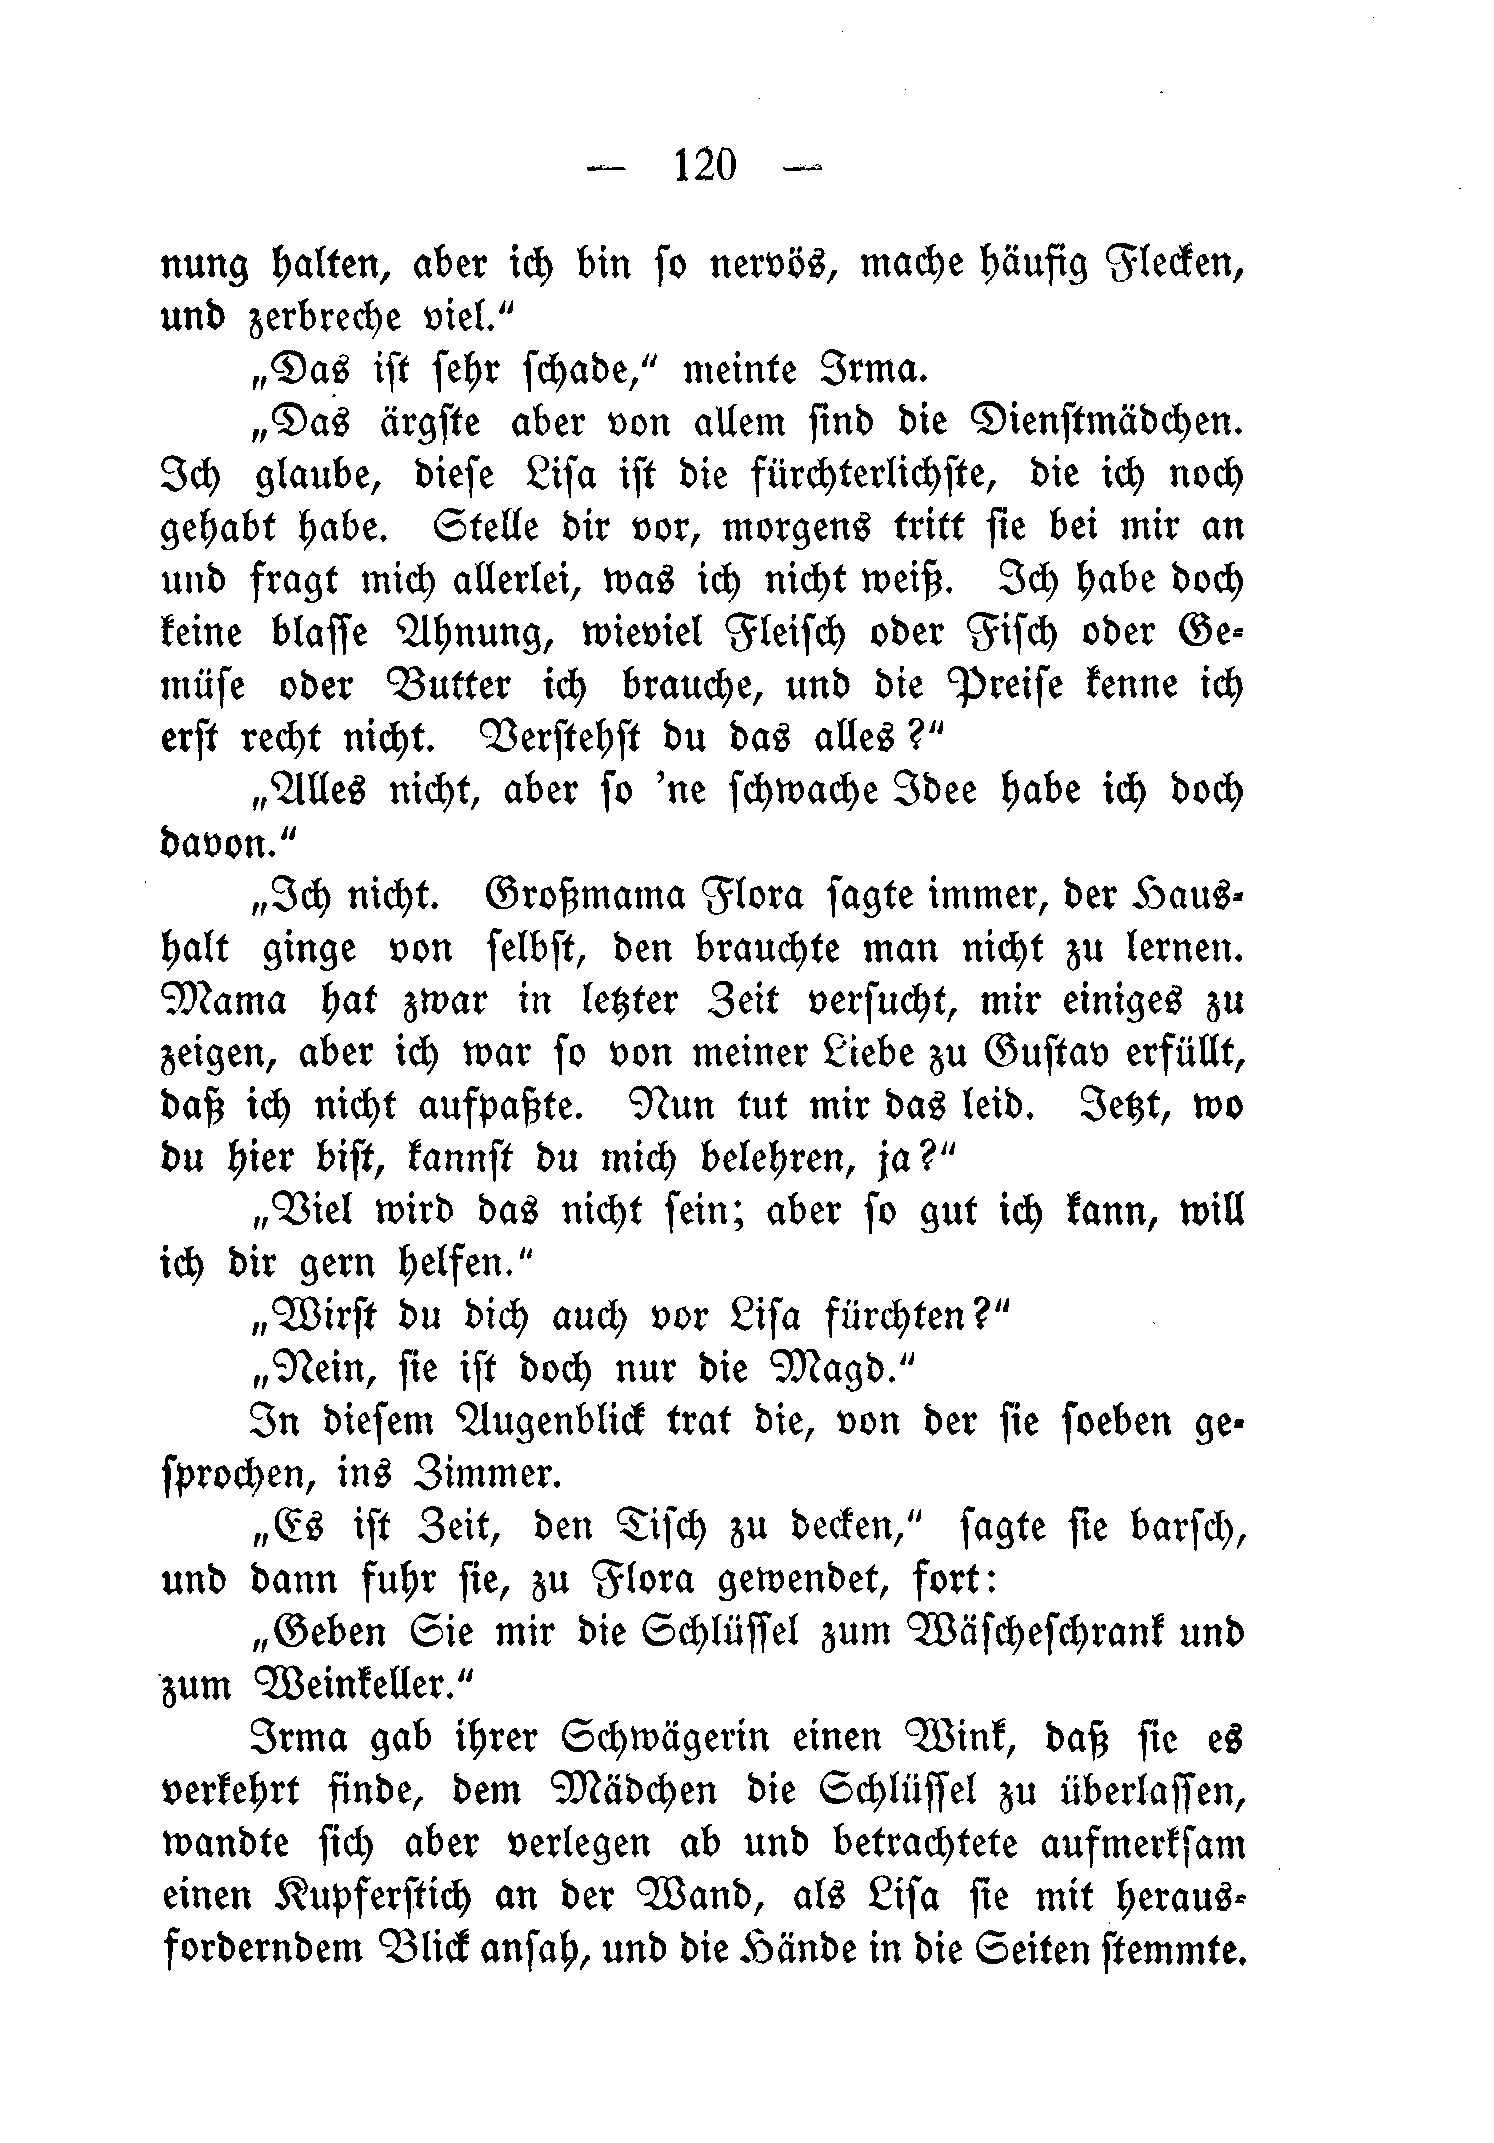 — 120 —
nung halten, aber ich bin so nervös, mache häufig Flecken,
und zerbreche viel.“
„Das ist sehr schade,“ meinte Irma.
„Das ärgste aber von allem sind die Dienstmädchen.
Ich glaube, diese Lisa ist die fürchterlichste, die ich noch
gehabt habe. Stelle dir vor, morgens tritt sie bei mir an
und fragt mich allerlei, was ich nicht weiß. Ich habe doch
keine blasse Ahnung, wieviel Fleisch oder Fisch oder Ge-
müse oder Butter ich brauche, und die Preise kenne ich
erst recht nicht. Verstehst du das alles?“
„Alles nicht, aber so 'ne schwache Idee habe ich doch
davon.“
„Ich nicht. Großmama Flora sagte immer, der Haus-
halt ginge von selbst, den brauchte man nicht zu lernen.
Mama hat zwar in letzter Zeit versucht, mir einiges zu
zeigen, aber ich war so von meiner Liebe zu Gustav erfüllt,
daß ich nicht aufpaßte. Nun tut mir das leid. Jetzt, wo
du hier bist, kannst du mich belehren, ja?“
„Viel wird das nicht sein; aber so gut ich kann, will
ich dir gern helfen.“
„Wirst du dich auch vor Lisa fürchten?“
„Nein, sie ist doch nur die Magd.“
In diesem Augenblick trat die, von der sie soeben ge-
sprochen, ins Zimmer.
„Es ist Zeit, den Tisch zu decken,“ sagte sie barsch,
und dann fuhr sie, zu Flora gewendet, fort:
„Geben Sie mir die Schlüssel zum Wäscheschrank und
zum Weinkeller.“
Irma gab ihrer Schwägerin einen Wink, daß sie es
verkehrt finde, dem Mädchen die Schlüssel zu überlassen,
wandte sich aber verlegen ab und betrachtete aufmerksam
einen Kupferstich an der Wand, als Lisa sie mit heraus-
forderndem Blick ansah, und die Hände in die Seiten stemmte.